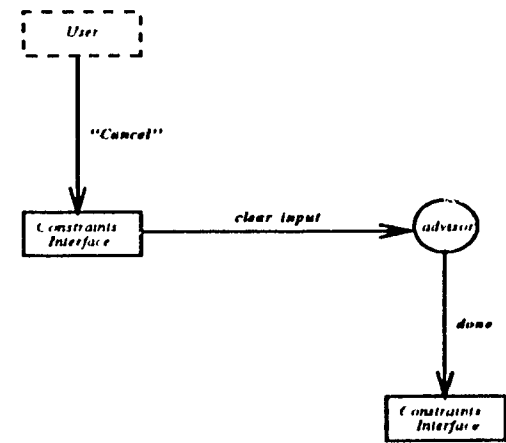 User
"Cancel"
Constraints
Interface
clear input
advisor
done
Constraints
Interface